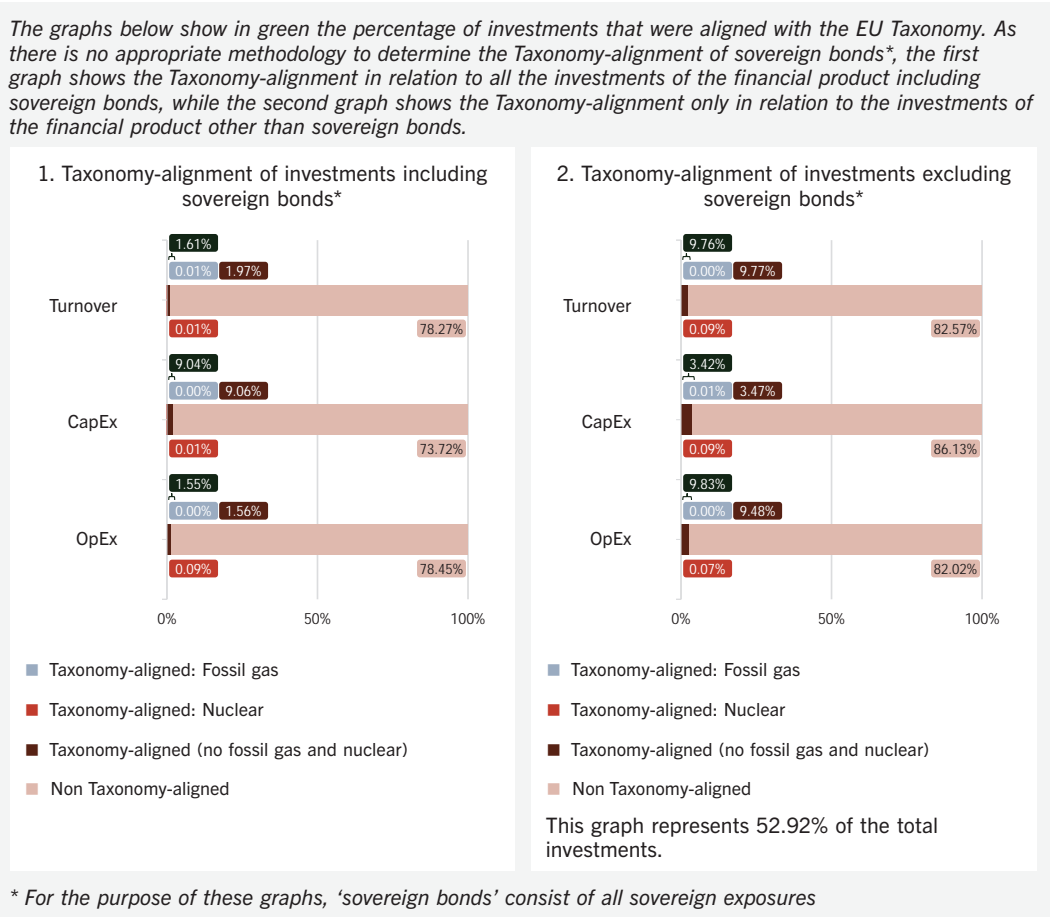 The graphs below show in green the percentage of investments that were aligned with the EU Taxonomy. As
there is no appropriate methodology to determine the Taxonomy-alignment of sovereign bonds*, the first
graph shows the Taxonomy-alignment in relation to all the investments of the financial product including
sovereign bonds, while the second graph shows the Taxonomy-alignment only in relation to the investments of
the financial product other than sovereign bonds.
1. Taxonomy-alignment of investments including
sovereign bonds*
1.61%
0.01% 1.97%
Turnover
0.01% 78.27%
9.04%
0.00% 9.06%
CapEx
0.01% 73.72%
1.55%
0.00% 1.56%
OpEx
0.09% 78.45%
0% 50% 100%
Taxonomy-aligned: Fossil gas
Taxonomy-aligned: Nuclear
Taxonomy-aligned (no fossil gas and nuclear)
Non Taxonomy-aligned
2. Taxonomy-alignment of investments excluding
sovereign bonds*
9.76%
0.00% 9.77%
Turnover
0.09% 82.57%
3.42%
0.01% 3.47%
CapEx
0.09% 86.13%
9.83%
0.00% 9.48%
OpEx
0.07% 82.02%
0% 50% 100%
Taxonomy-aligned: Fossil gas
Taxonomy-aligned: Nuclear
Taxonomy-aligned (no fossil gas and nuclear)
Non Taxonomy-aligned
This graph represents 52.92% of the total
investments.
* For the purpose of these graphs, ‘sovereign bonds’ consist of all sovereign exposures